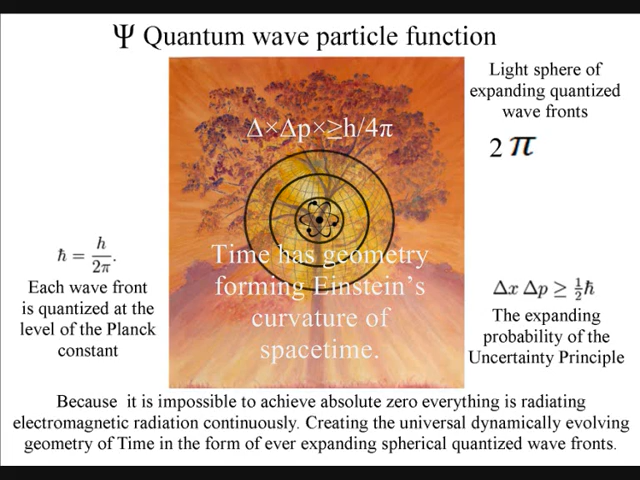 Ψ Quantum wave particle function
Light sphere of
expanding quantized
wave fronts
2 π
Δ×Δp×≥h/4π
Time has geometry
forming Einstein's
curvature of
spacetime.
ħ = h/2π.
Each wave front
is quantized at the
level of the Planck
constant
Δx Δp ≥ ½ħ
The expanding
probability of the
Uncertainty Principle
Because it is impossible to achieve absolute zero everything is radiating
electromagnetic radiation continuously. Creating the universal dynamically evolving
geometry of Time in the form of ever expanding spherical quantized wave fronts.